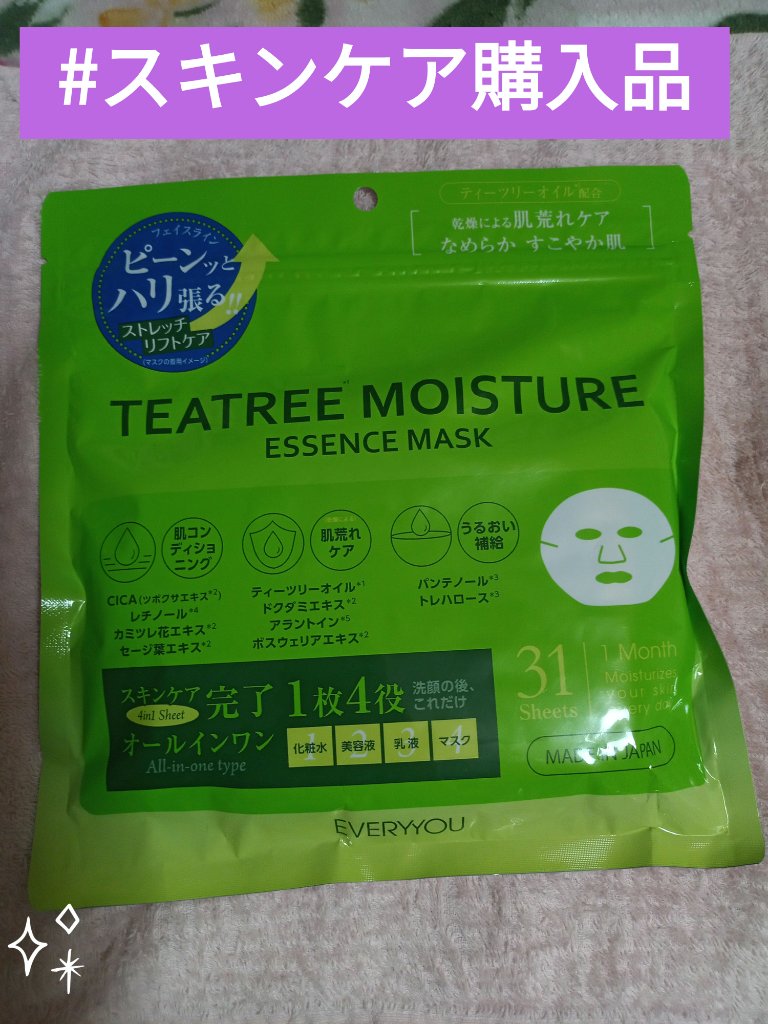 #スキンケア購入品
ティーツリーオイル*配合
乾燥による肌荒れケア
なめらか すこやか肌
フェイスライン
ピーンッと
ハリ張る!!
ストレッチ
リフトケア
(マスクの着用イメージ)
TEATREE*1 MOISTURE
ESSENCE MASK
肌コン
ディショ
ニング
CICA(ツボクサエキス*2)
レチノール*4
カミツレ花エキス*2
セージ葉エキス*2
乾燥による
肌荒れ
ケア
ティーツリーオイル*1
ドクダミエキス*2
アラントイン*5
ボスウェリアエキス*2
うるおい
補給
パンテノール*3
トレハロース*3
スキンケア
4in1 Sheet
完了 1枚4役
洗顔の後、
これだけ
オールインワン
All-in-one type
1 化粧水
2 美容液
3 乳液
4 マスク
31
Sheets
1 Month
Moisturizes
your skin
every day
MADE IN JAPAN
EVERYYOU